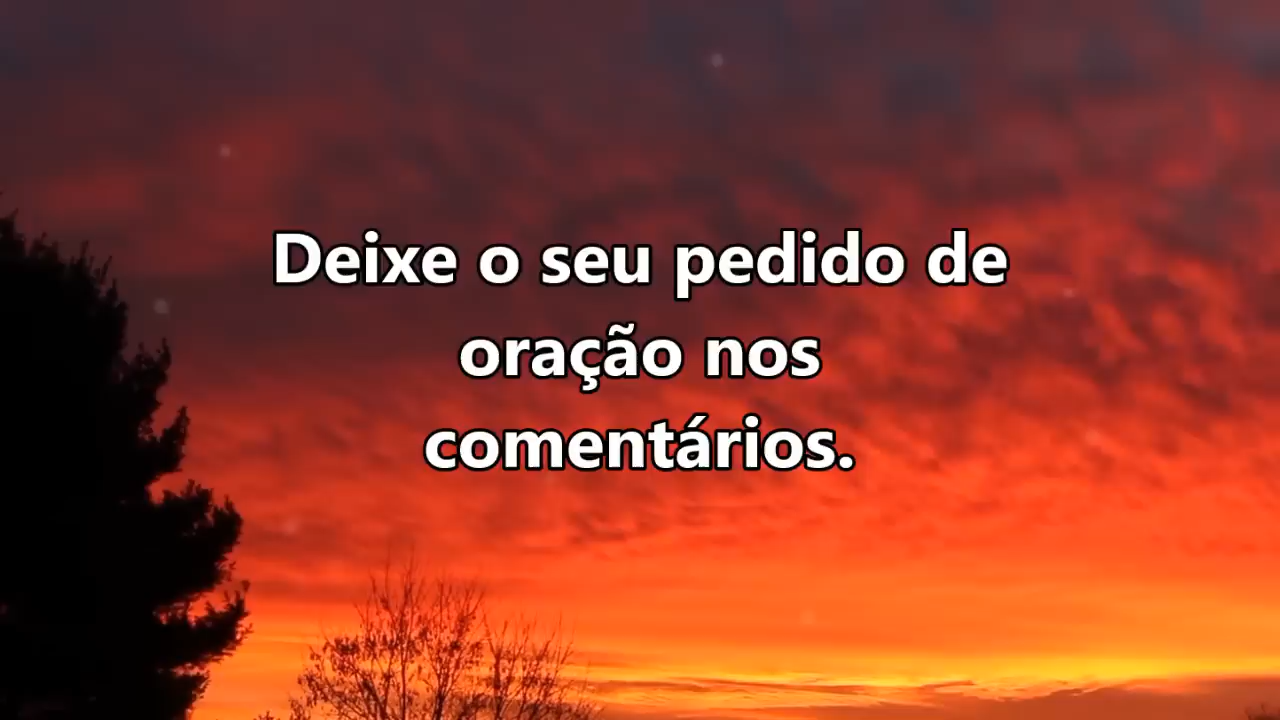 Deixe o seu pedido de
oração nos
comentários.